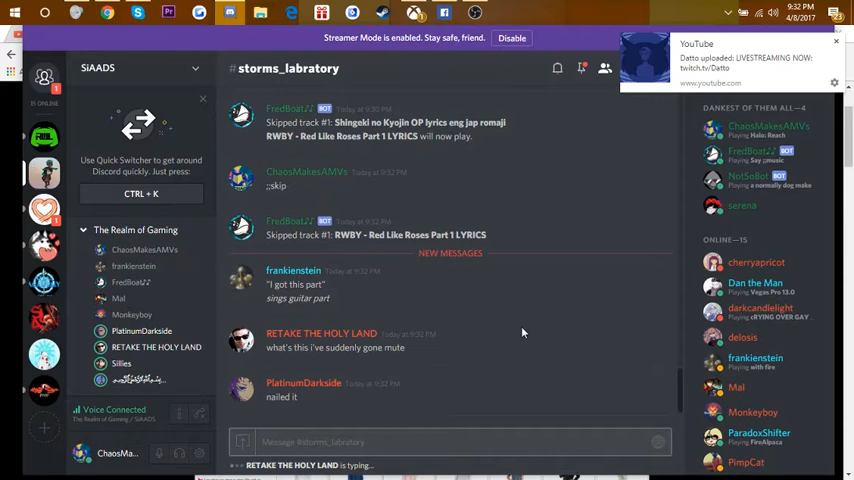 9:32 PM
4/8/2017
Streamer Mode is enabled. Stay safe, friend.
Disable
YouTube
Datto uploaded: LIVESTREAMING NOW:
twitch.tv/Datto
www.youtube.com
15 ONLINE
SiAADS
Use Quick Switcher to get around
Discord quickly. Just press:
CTRL + K
The Realm of Gaming
ChaosMakesAMVs
frankienstein
FredBoat♪♪
Mal
Monkeyboy
PlatinumDarkside
RETAKE THE HOLY LAND
Sillies
Voice Connected
The Realm of Gaming / SiAADS
ChaosMa...
# storms_labratory
FredBoat♪♪ BOT Today at 9:30 PM
Skipped track #1: Shingeki no Kyojin OP lyrics eng jap romaji
RWBY - Red Like Roses Part 1 LYRICS will now play.
ChaosMakesAMVs Today at 9:32 PM
;;skip
FredBoat♪♪ BOT Today at 9:32 PM
Skipped track #1: RWBY - Red Like Roses Part 1 LYRICS
NEW MESSAGES
frankienstein Today at 9:32 PM
"I got this part"
sings guitar part
RETAKE THE HOLY LAND Today at 9:32 PM
what's this i've suddenly gone mute
PlatinumDarkside Today at 9:32 PM
nailed it
Message #storms_labratory
RETAKE THE HOLY LAND is typing...
DANKEST OF THEM ALL—4
ChaosMakesAMVs
Playing Halo: Reach
FredBoat♪♪ BOT
Playing Say ;;music
NotSoBot BOT
Playing a normally dog make
serena
ONLINE—15
cherryapricot
Dan the Man
Playing Vegas Pro 13.0
darkcandlelight
Playing cRYING OVER GAY
delosis
frankienstein
Playing with fire
Mal
Monkeyboy
ParadoxShifter
Playing FireAlpaca
PimpCat